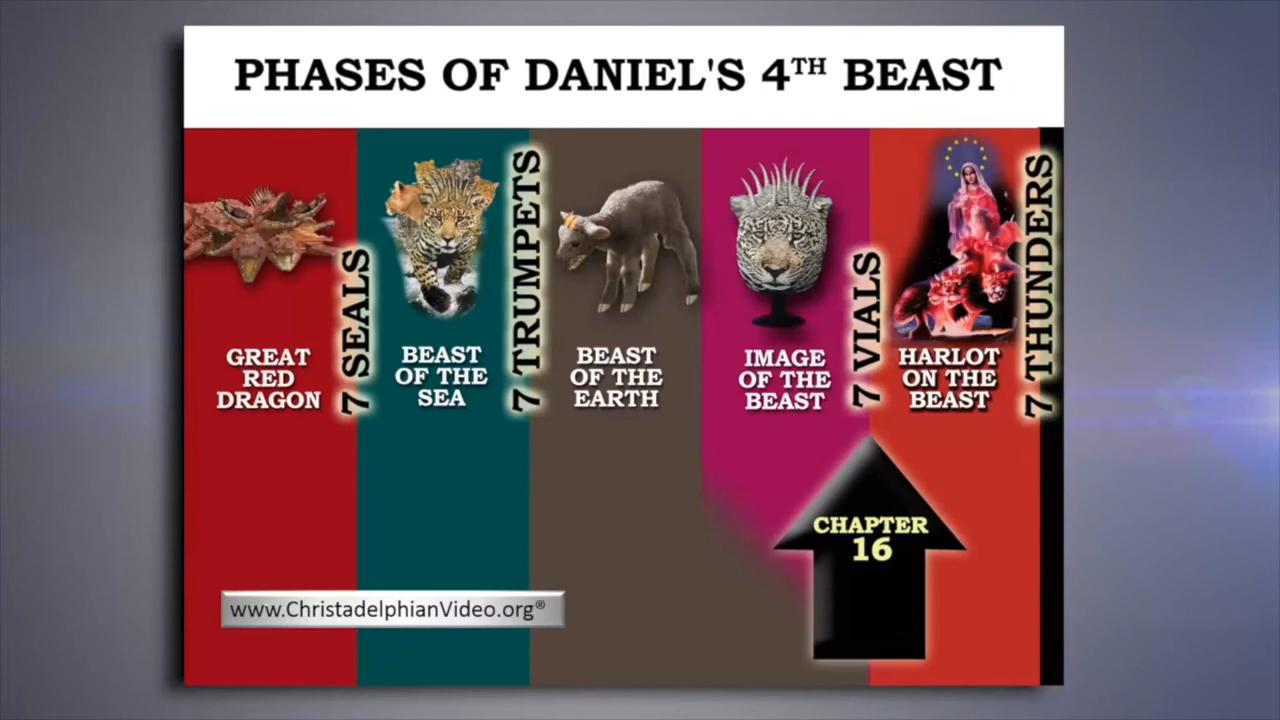 PHASES OF DANIEL'S 4TH BEAST
GREAT
RED
DRAGON
7 SEALS
BEAST
OF THE
SEA
7 TRUMPETS
BEAST
OF THE
EARTH
IMAGE
OF THE
BEAST
7 VIALS
HARLOT
ON THE
BEAST
7 THUNDERS
CHAPTER
16
www.ChristadelphianVideo.org®